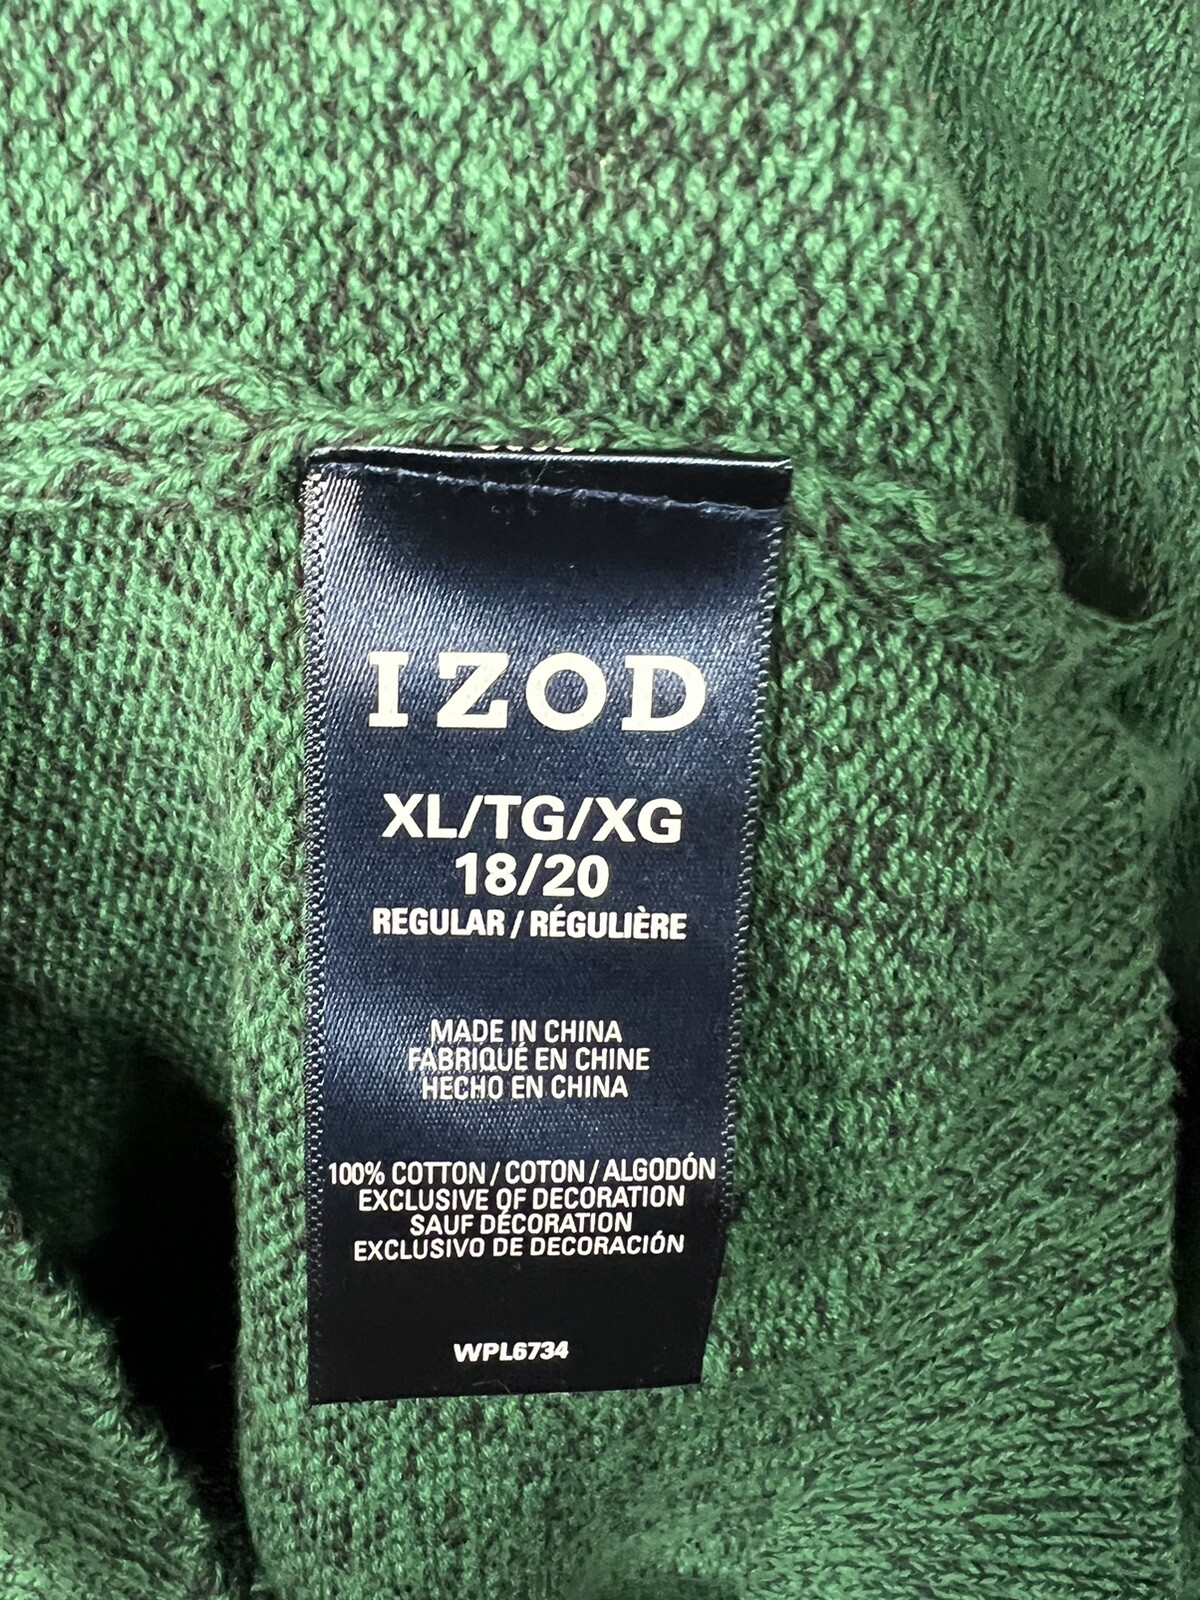 IZOD
XL/TG/XG
18/20
REGULAR / RÉGULIÈRE
MADE IN CHINA
FABRIQUÉ EN CHINE
HECHO EN CHINA
100% COTTON / COTON / ALGODÓN
EXCLUSIVE OF DECORATION
SAUF DÉCORATION
EXCLUSIVO DE DECORACIÓN
WPL6734